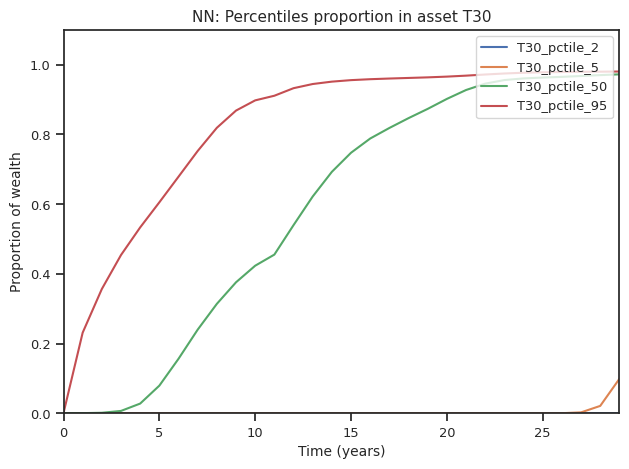 NN: Percentiles proportion in asset T30
T30_pctile_2
T30_pctile_5
T30_pctile_50
T30_pctile_95
Proportion of wealth
1.0
0.8
0.6
0.4
0.2
0.0
0 5 10 15 20 25
Time (years)